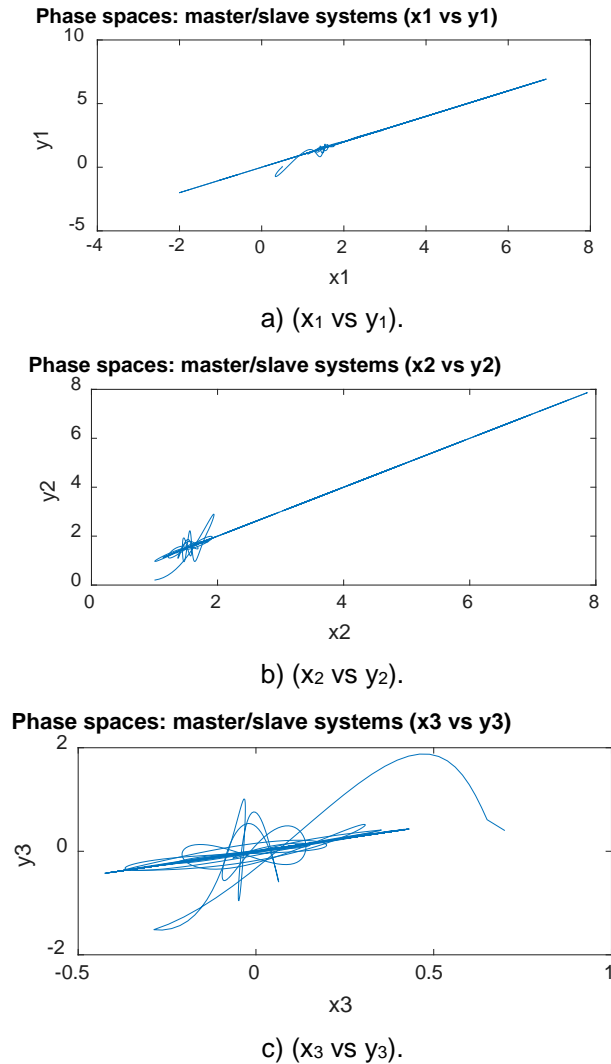 Phase spaces: master/slave systems (x1 vs y1)
10
5
0
-5
y1
-4
-2
0
2
4
6
8
x1
a) (x₁ vs y₁).
Phase spaces: master/slave systems (x2 vs y2)
8
6
4
2
0
y2
0
2
4
6
8
x2
b) (x₂ vs y₂).
Phase spaces: master/slave systems (x3 vs y3)
2
0
-2
y3
-0.5
0
0.5
1
x3
c) (x₃ vs y₃).